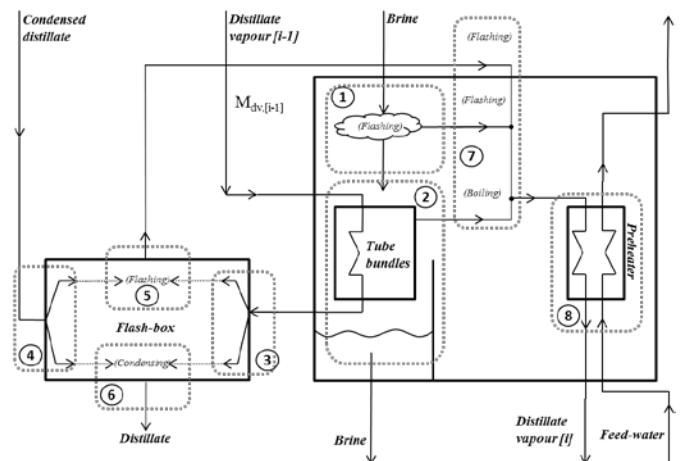 Condensed
distillate
Distillate
vapour [i-1]
Brine
(Flashing)
M_dv,[i-1]
1
(Flashing)
(Flashing)
7
2
(Boiling)
Tube
bundles
Preheater
(Flashing)
5
Flash-box
8
4
(Condensing)
3
6
Distillate
Brine
Distillate
vapour [i]
Feed-water